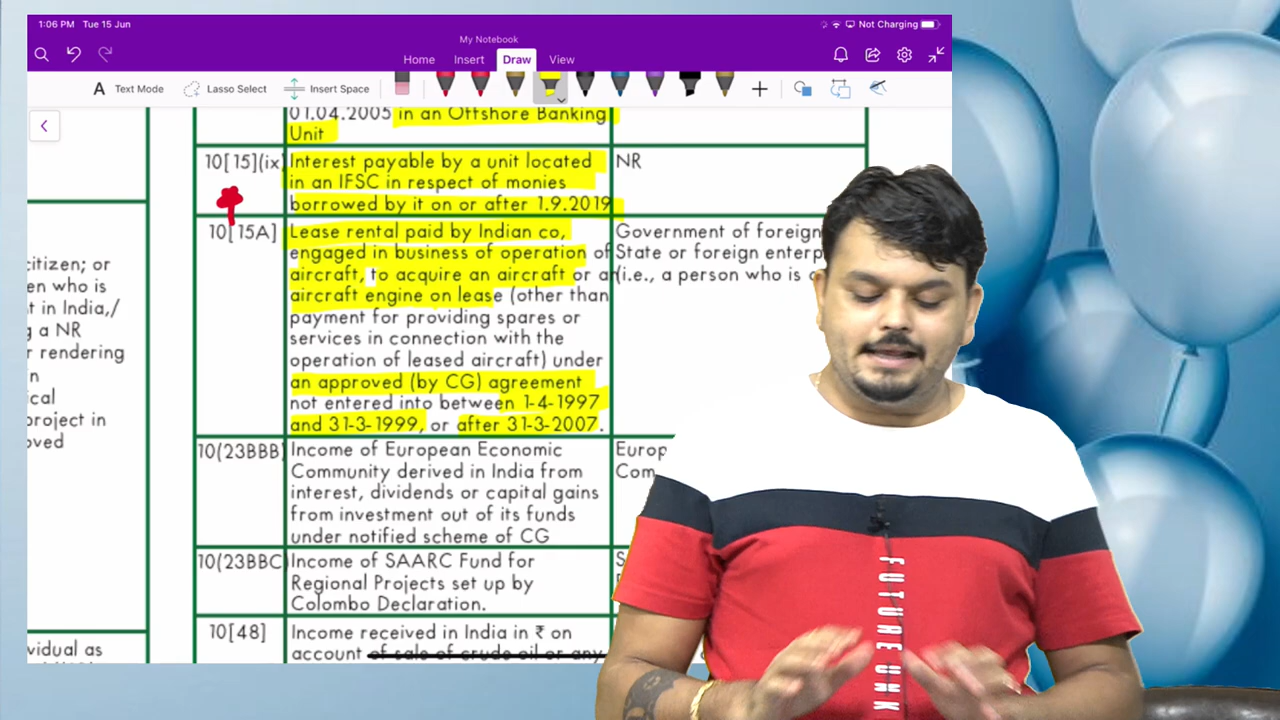 1:06 PM Tue 15 Jun
Not Charging
My Notebook
Home Insert Draw View
A Text Mode Lasso Select Insert Space
01.04.2005 in an Offshore Banking
Unit
10[15](ix)
Interest payable by a unit located
in an IFSC in respect of monies
borrowed by it on or after 1.9.2019
NR
10[15A]
Lease rental paid by Indian co,
engaged in business of operation of
aircraft, to acquire an aircraft or an
aircraft engine on lease (other than
payment for providing spares or
services in connection with the
operation of leased aircraft) under
an approved (by CG) agreement
not entered into between 1-4-1997
and 31-3-1999, or after 31-3-2007.
Government of foreign
State or foreign enterp
(i.e., a person who is
10(23BBB)
Income of European Economic
Community derived in India from
interest, dividends or capital gains
from investment out of its funds
under notified scheme of CG
Europ
Com
10(23BBC)
Income of SAARC Fund for
Regional Projects set up by
Colombo Declaration.
S
10[48]
Income received in India in ₹ on
account of sale of crude oil or any
citizen; or
en who is
t in India,/
g a NR
r rendering
n
ical
project in
oved
vidual as
FUTURE UNK